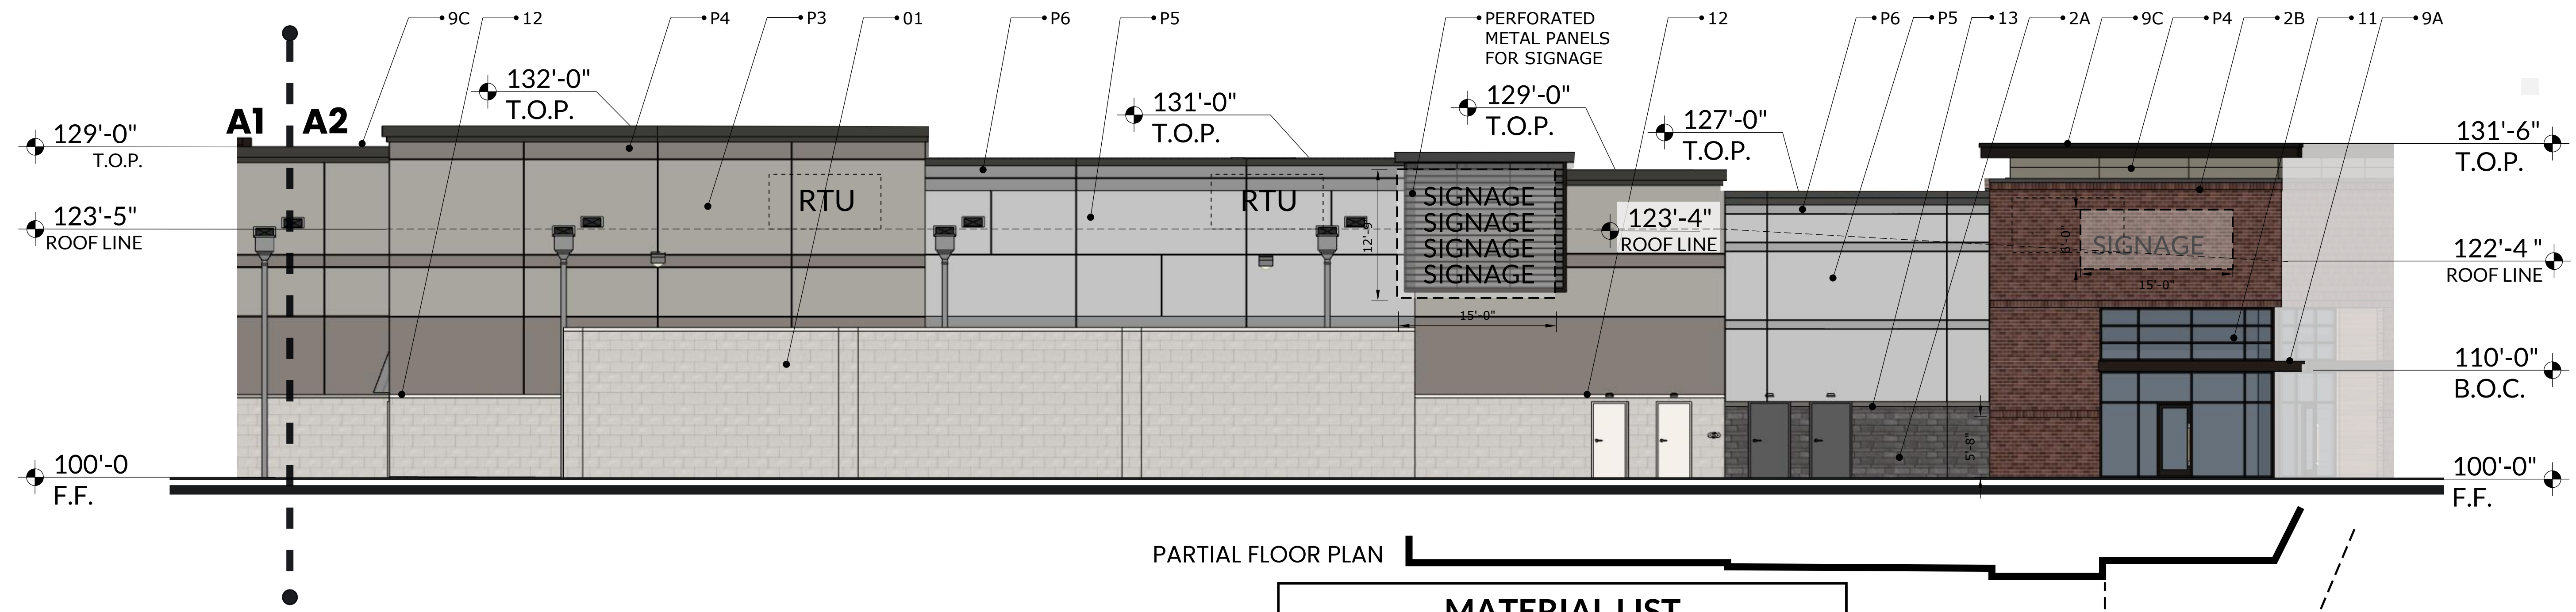 9C
12
P4
P3
01
P6
P5
PERFORATED
METAL PANELS
FOR SIGNAGE
12
P6
P5
13
2A
9C
P4
2B
11
9A
132'-0"
T.O.P.
131'-0"
T.O.P.
129'-0"
T.O.P.
127'-0"
T.O.P.
A1
A2
129'-0"
T.O.P.
131'-6"
T.O.P.
RTU
RTU
SIGNAGE
SIGNAGE
SIGNAGE
SIGNAGE
12'-9"
15'-0"
123'-5"
ROOF LINE
123'-4"
ROOF LINE
SIGNAGE
15'-0"
122'-4"
ROOF LINE
110'-0"
B.O.C.
5'-8"
100'-0
F.F.
100'-0"
F.F.
PARTIAL FLOOR PLAN
MATERIAL LIST